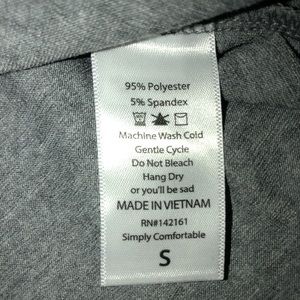 95% Polyester
5% Spandex
Machine Wash Cold
Gentle Cycle
Do Not Bleach
Hang Dry
or you'll be sad
MADE IN VIETNAM
RN#142161
Simply Comfortable
S